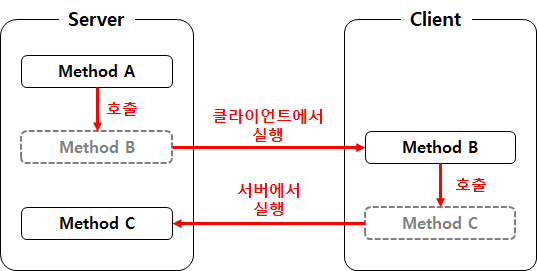 Server
Client
Method A
호출
Method B
클라이언트에서
실행
Method B
호출
서버에서
실행
Method C
Method C